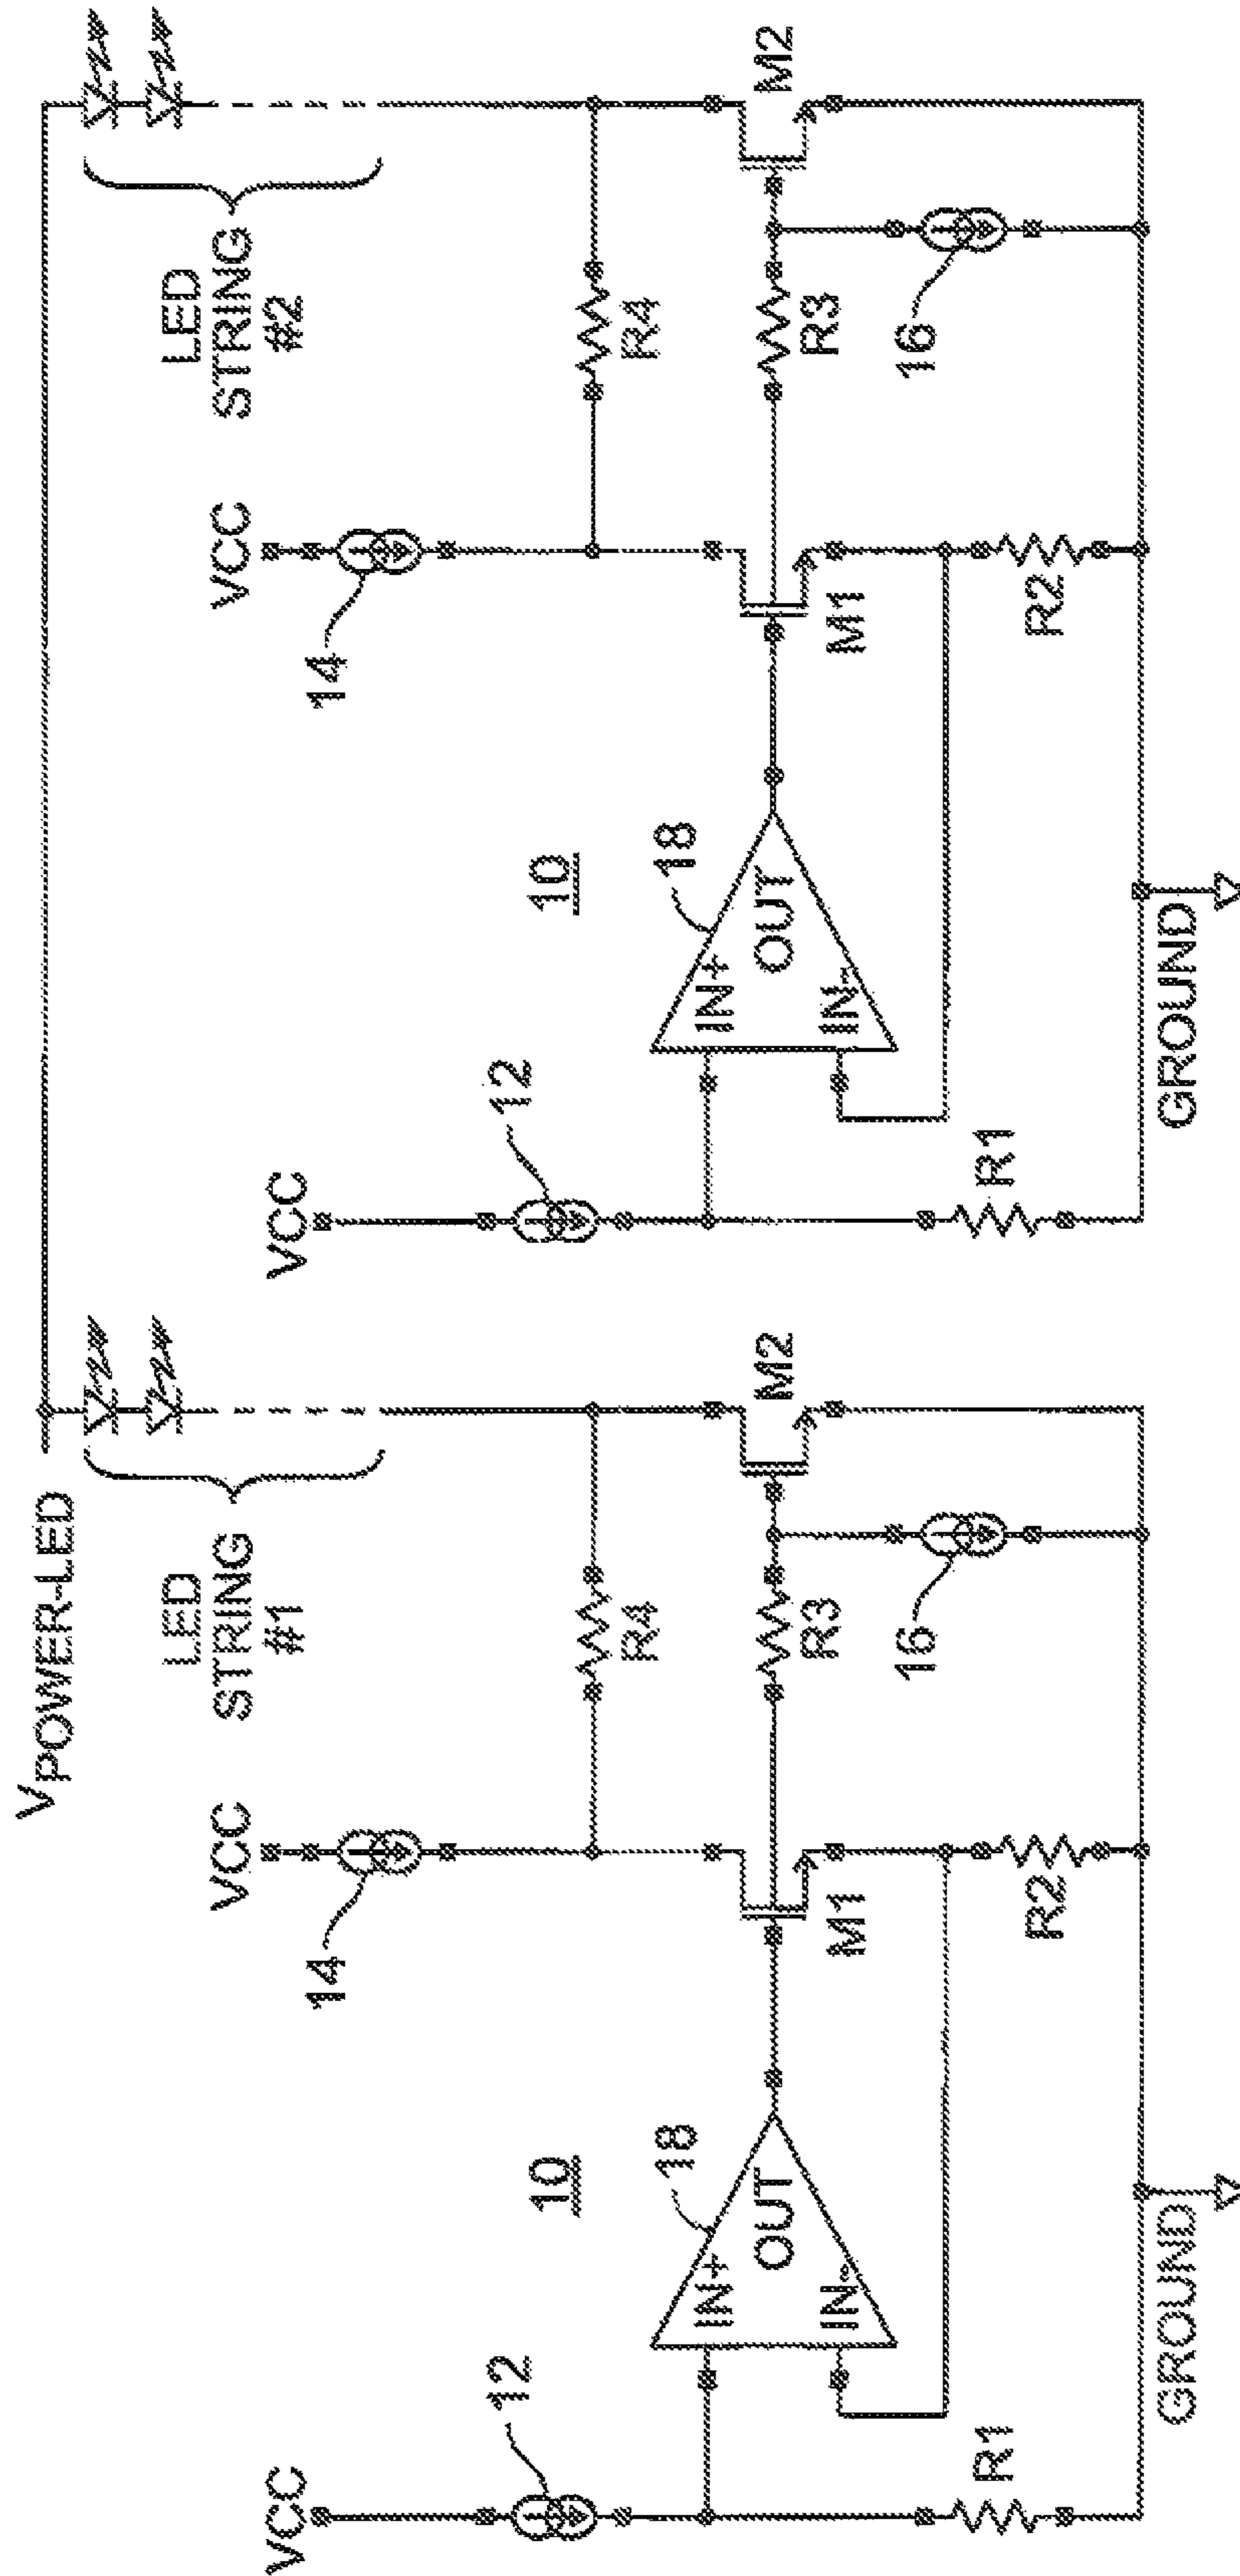 VPOWER-LED
LED
STRING
#1
VCC
14
VCC
12
10
18
IN+
OUT
IN-
M1
M2
R4
R3
16
R1
R2
GROUND
LED
STRING
#2
VCC
14
VCC
12
10
18
IN+
OUT
IN-
M1
M2
R4
R3
16
R1
R2
GROUND